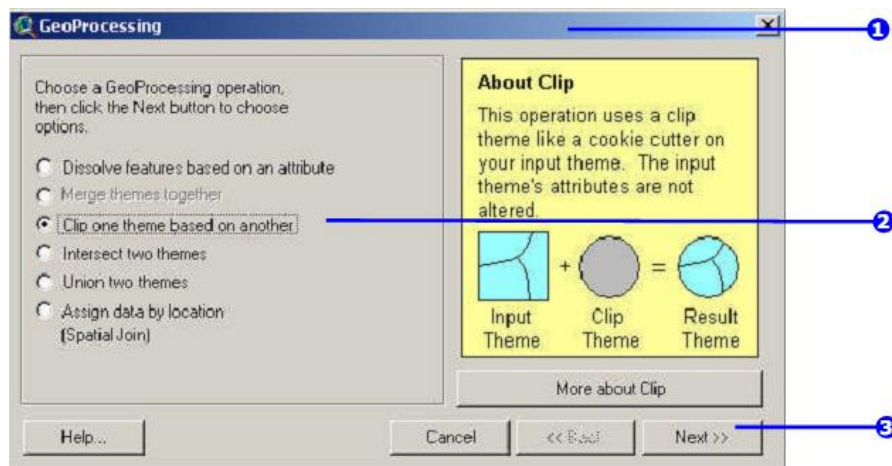 GeoProcessing
1
Choose a GeoProcessing operation,
then click the Next button to choose
options.
Dissolve features based on an attribute
Merge themes together
Clip one theme based on another
Intersect two themes
Union two themes
Assign data by location
(Spatial Join)
About Clip
This operation uses a clip
theme like a cookie cutter on
your input theme. The input
theme's attributes are not
altered.
2
+ =
Input Theme
Clip Theme
Result Theme
More about Clip
Help...
Cancel
<< Back
Next >>
3